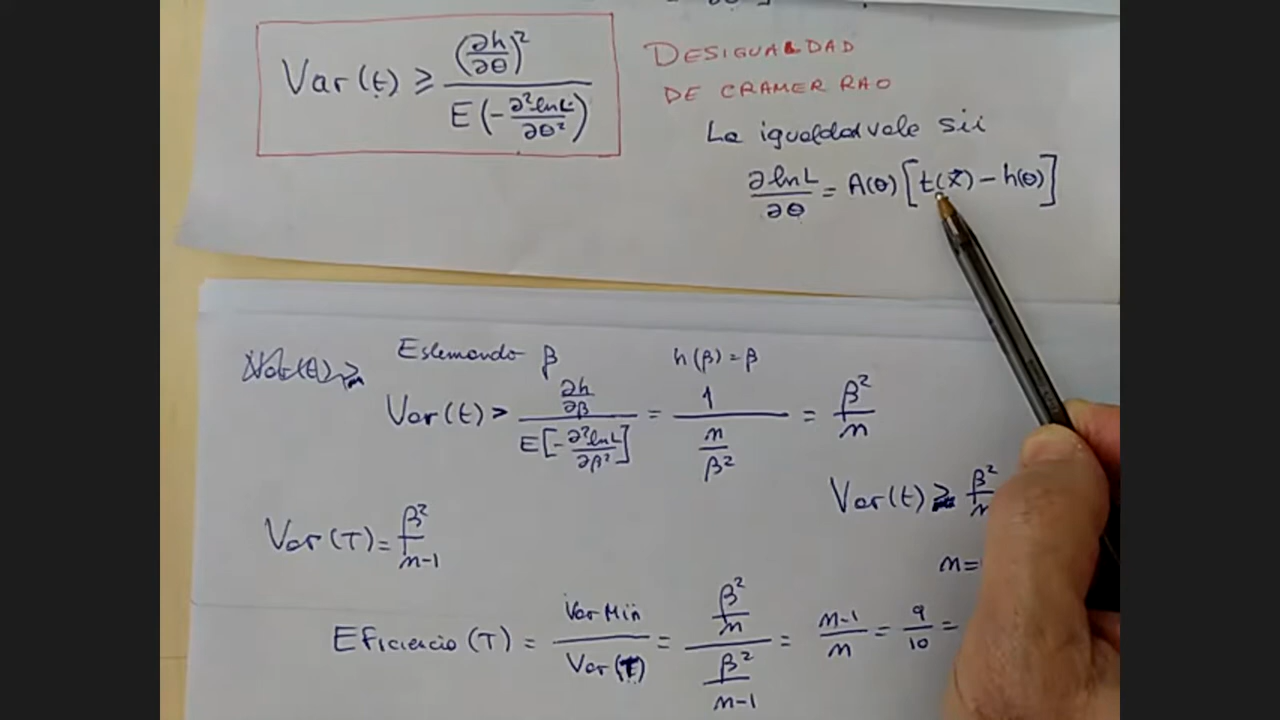 Var(t) ≥ (∂h/∂θ)² / E(-∂²lnL/∂θ²)
DESIGUALDAD
DE CRAMER RAO
La igualdad vale sii
∂lnL/∂θ = A(θ)[t(x⃗) - h(θ)]
Estimando β
h(β) = β
Var(t) > ∂h/∂β / E[-∂²lnL/∂β²] = 1 / (n/β²) = β²/n
Var(t) ≥ β²/n
Var(T) = β²/n-1
n=
Eficiencia(T) = Var Min / Var(T) = (β²/n) / (β²/n-1) = n-1/n = 9/10 =